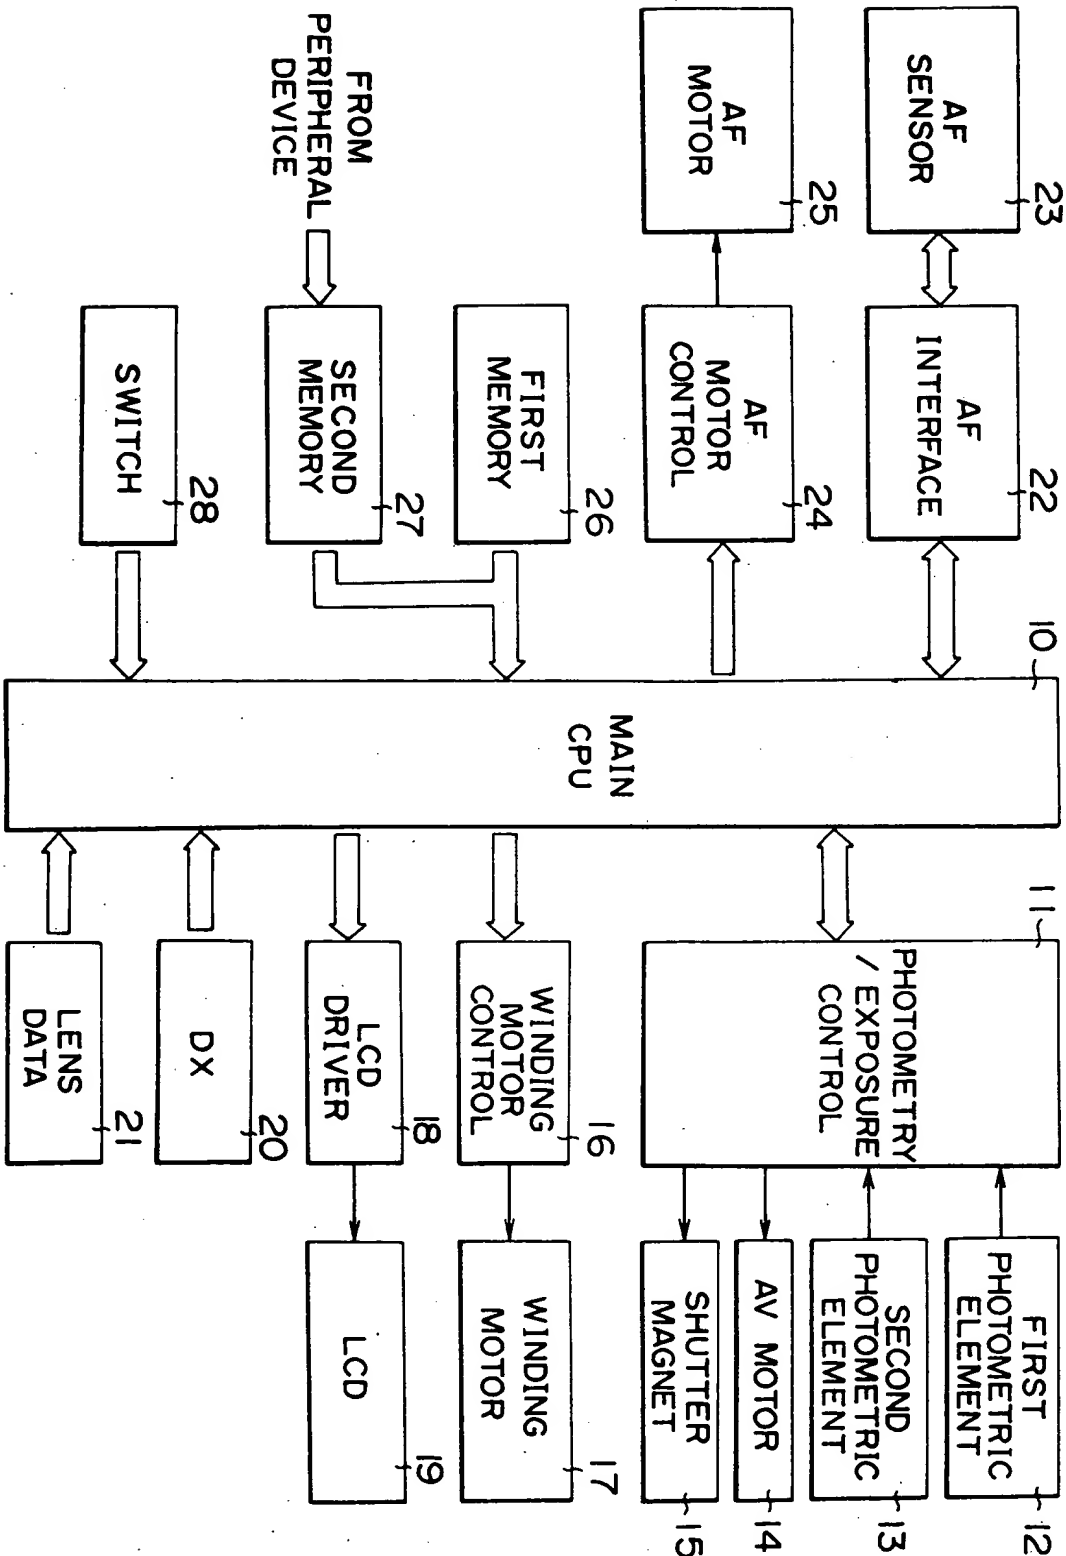 10
MAIN
CPU
11
PHOTOMETRY
/ EXPOSURE
CONTROL
FIRST
PHOTOMETRIC
ELEMENT
12
SECOND
PHOTOMETRIC
ELEMENT
13
AV MOTOR
14
SHUTTER
MAGNET
15
WINDING
MOTOR
CONTROL
16
WINDING
MOTOR
17
LCD
DRIVER
18
LCD
19
DX
20
LENS
DATA
21
AF
INTERFACE
22
AF
SENSOR
23
AF
MOTOR
CONTROL
24
AF
MOTOR
25
FIRST
MEMORY
26
SECOND
MEMORY
27
FROM
PERIPHERAL
DEVICE
SWITCH
28